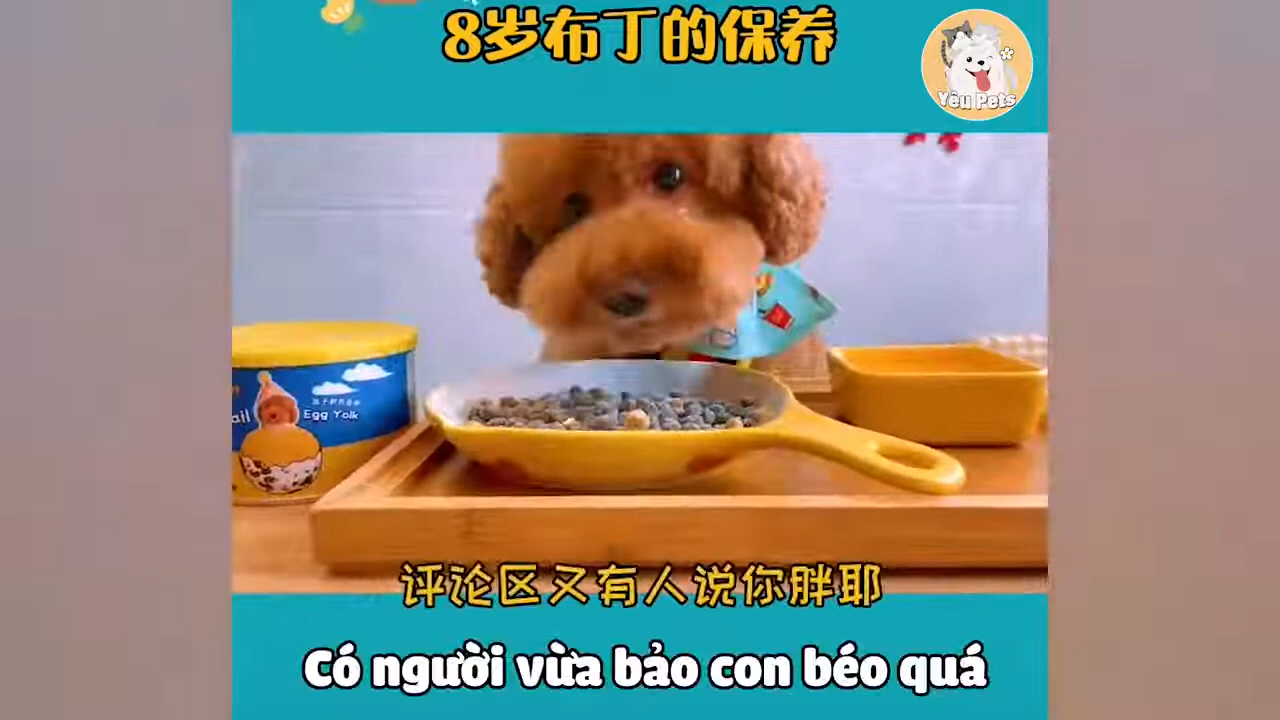 8岁布丁的保养
Yêu Pets
ail
Egg Yolk
评论区又有人说你胖耶
Có người vừa bảo con béo quá